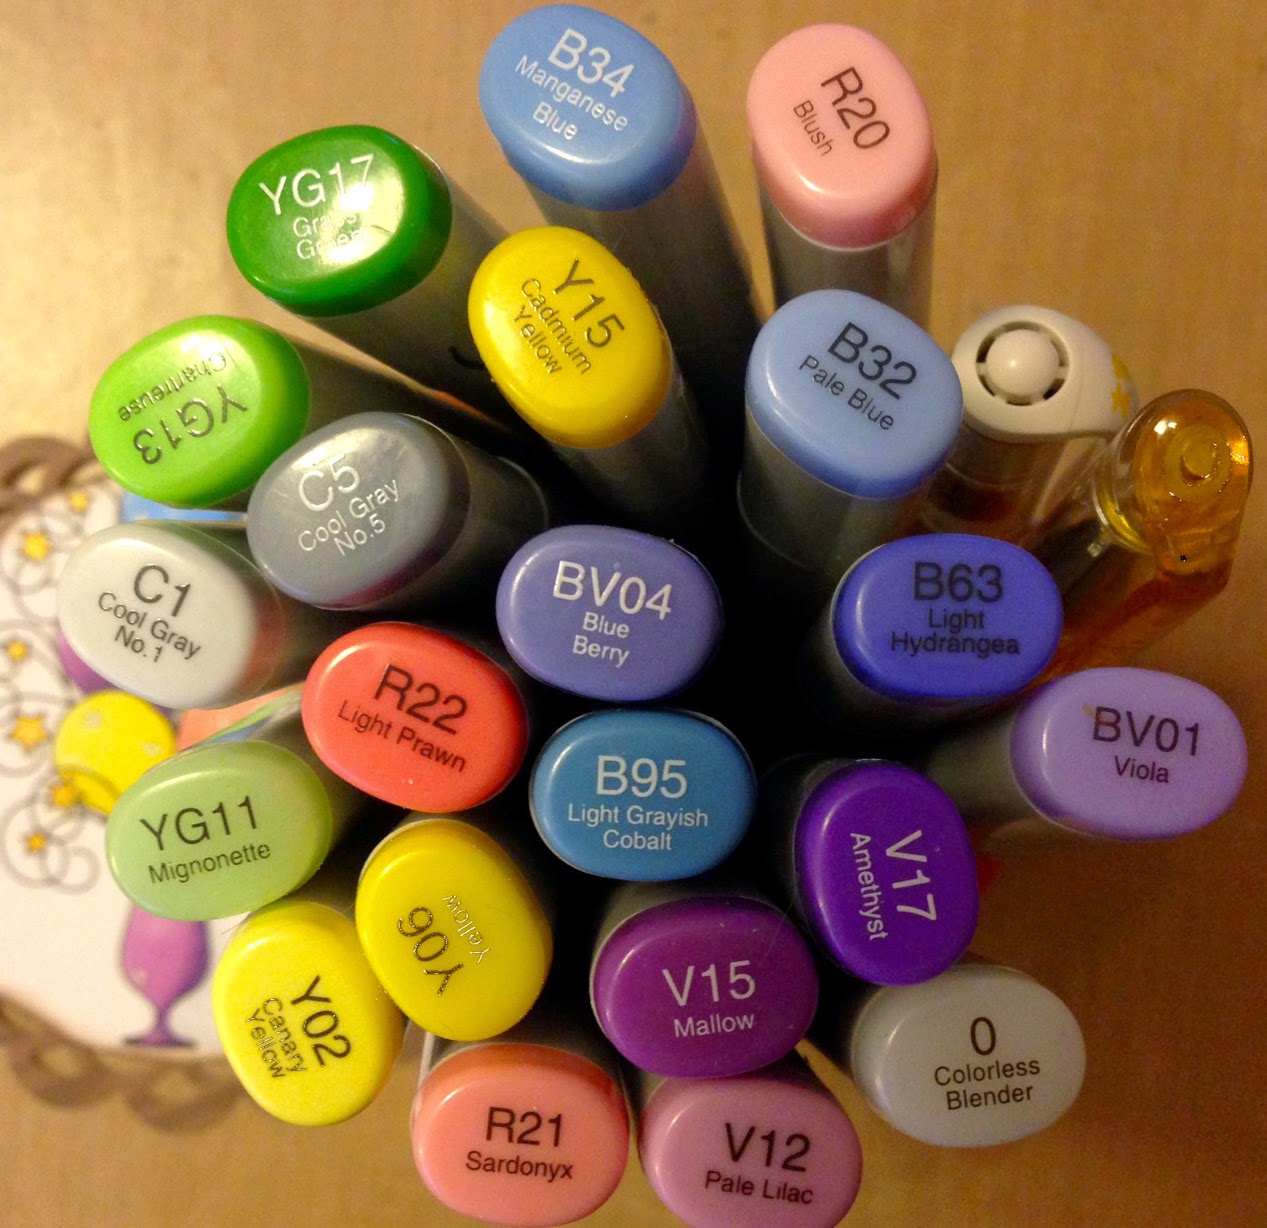 B34
Manganese
Blue
R20
Blush
YG17
Grass
Green
Y15
Cadmium
Yellow
B32
Pale Blue
YG13
Chartreuse
C5
Cool Gray
No.5
C1
Cool Gray
No.1
BV04
Blue
Berry
B63
Light
Hydrangea
R22
Light Prawn
BV01
Viola
B95
Light Grayish
Cobalt
YG11
Mignonette
V17
Amethyst
Y06
Yellow
V15
Mallow
Y02
Canary
Yellow
0
Colorless
Blender
R21
Sardonyx
V12
Pale Lilac